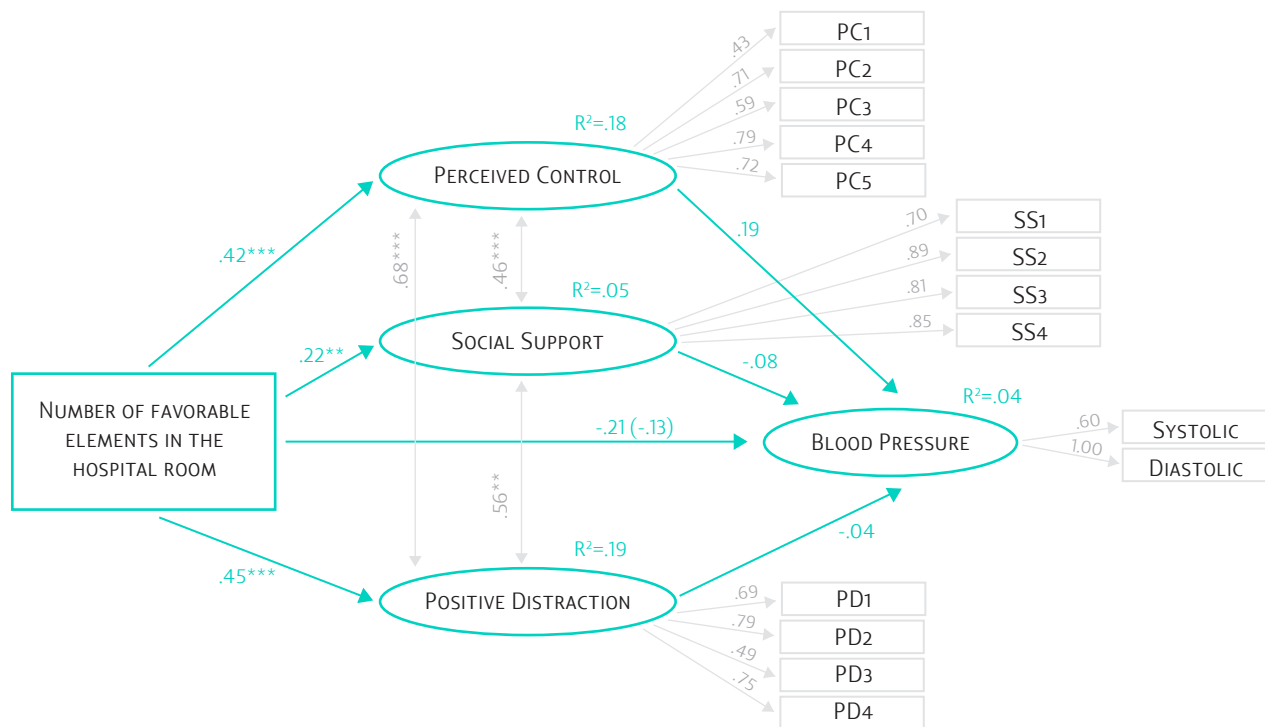 PC1
.43
PC2
.71
PC3
.59
R²=.18
PC4
.79
PC5
.72
Perceived Control
SS1
.70
.19
SS2
.89
.42***
.68***
.46***
SS3
.81
R²=.05
SS4
.85
Social Support
.22**
-.08
R²=.04
Number of favorable
elements in the
hospital room
-.21 (-.13)
Blood Pressure
.60
Systolic
1.00
Diastolic
.56**
-.04
R²=.19
.45***
Positive Distraction
.69
PD1
.79
PD2
.49
PD3
.75
PD4